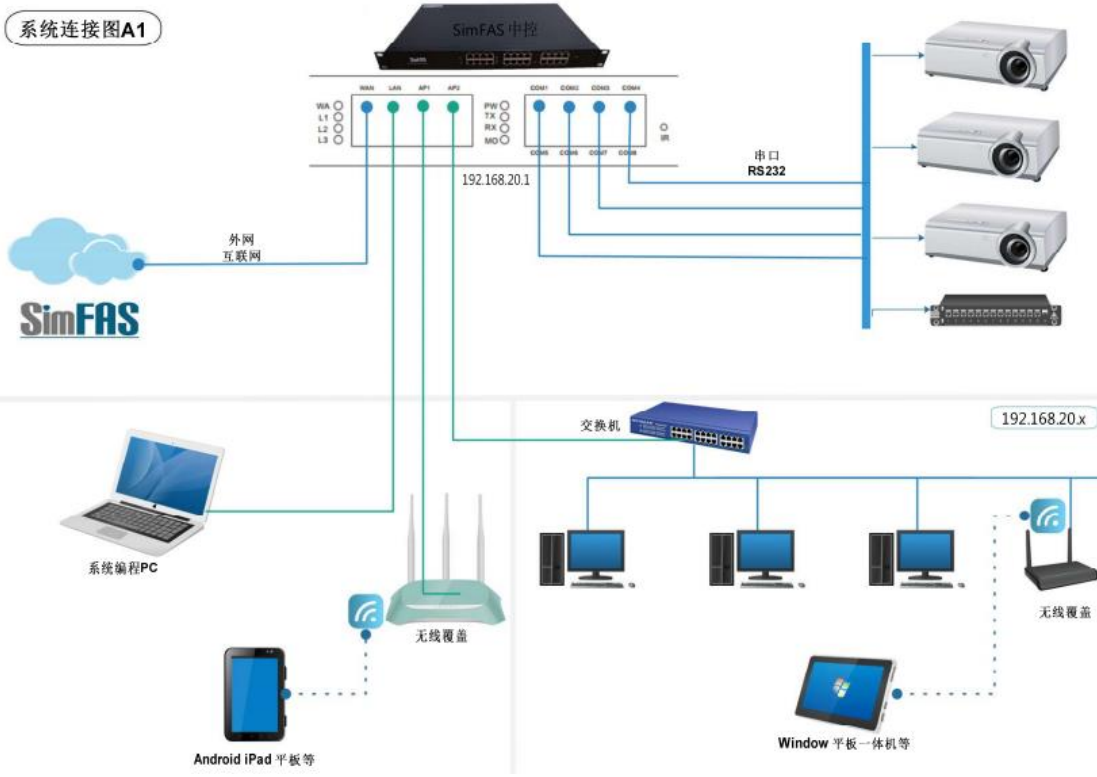 系统连接图A1
SimFAS 中控
SimFAS
WAN LAN AP1 AP2
COM1 COM2 COM3 COM4
WA
L1
L2
L3
PW
TX
RX
MO
IR
COM5 COM6 COM7 COM8
192.168.20.1
串口
RS232
外网
互联网
SimFAS
交换机
192.168.20.x
系统编程PC
无线覆盖
无线覆盖
Android iPad 平板等
Window 平板一体机等